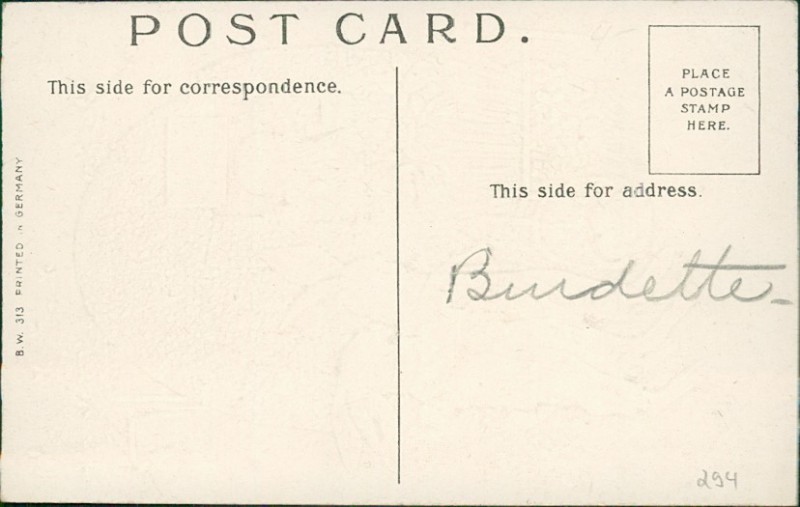 POST CARD.
This side for correspondence.
PLACE
A POSTAGE
STAMP
HERE.
This side for address.
Burdette
B.W. 313 PRINTED IN GERMANY
294